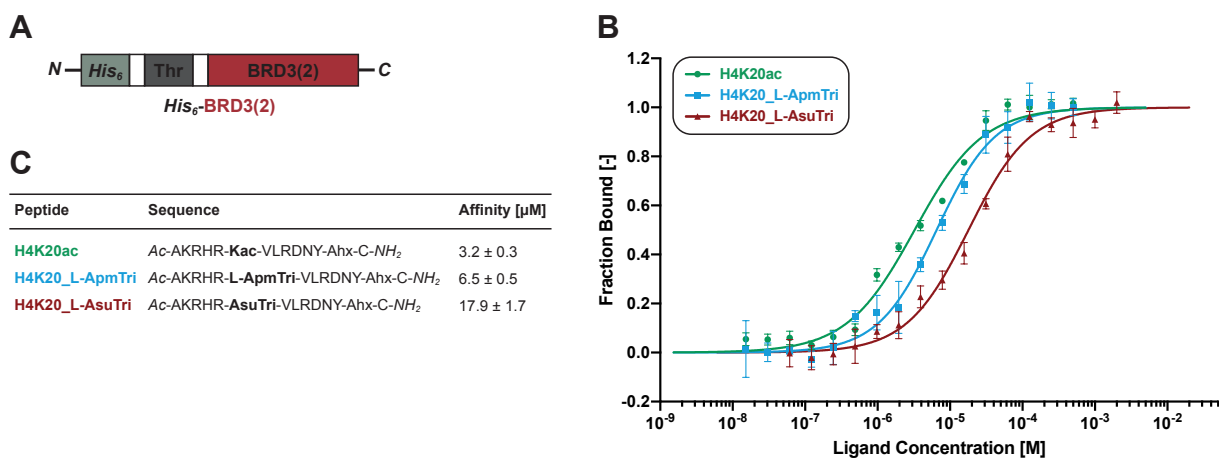 A
N
His₆
Thr
BRD3(2)
C
His₆-BRD3(2)
C
Peptide Sequence Affinity [µM]
H4K20ac Ac-AKRHR-Kac-VLRDNY-Ahx-C-NH₂ 3.2 ± 0.3
H4K20_L-ApmTri Ac-AKRHR-L-ApmTri-VLRDNY-Ahx-C-NH₂ 6.5 ± 0.5
H4K20_L-AsuTri Ac-AKRHR-AsuTri-VLRDNY-Ahx-C-NH₂ 17.9 ± 1.7
B
H4K20ac
H4K20_L-ApmTri
H4K20_L-AsuTri
Fraction Bound [-]
1.2
1.0
0.8
0.6
0.4
0.2
0.0
-0.2
10⁻⁹ 10⁻⁸ 10⁻⁷ 10⁻⁶ 10⁻⁵ 10⁻⁴ 10⁻³ 10⁻²
Ligand Concentration [M]